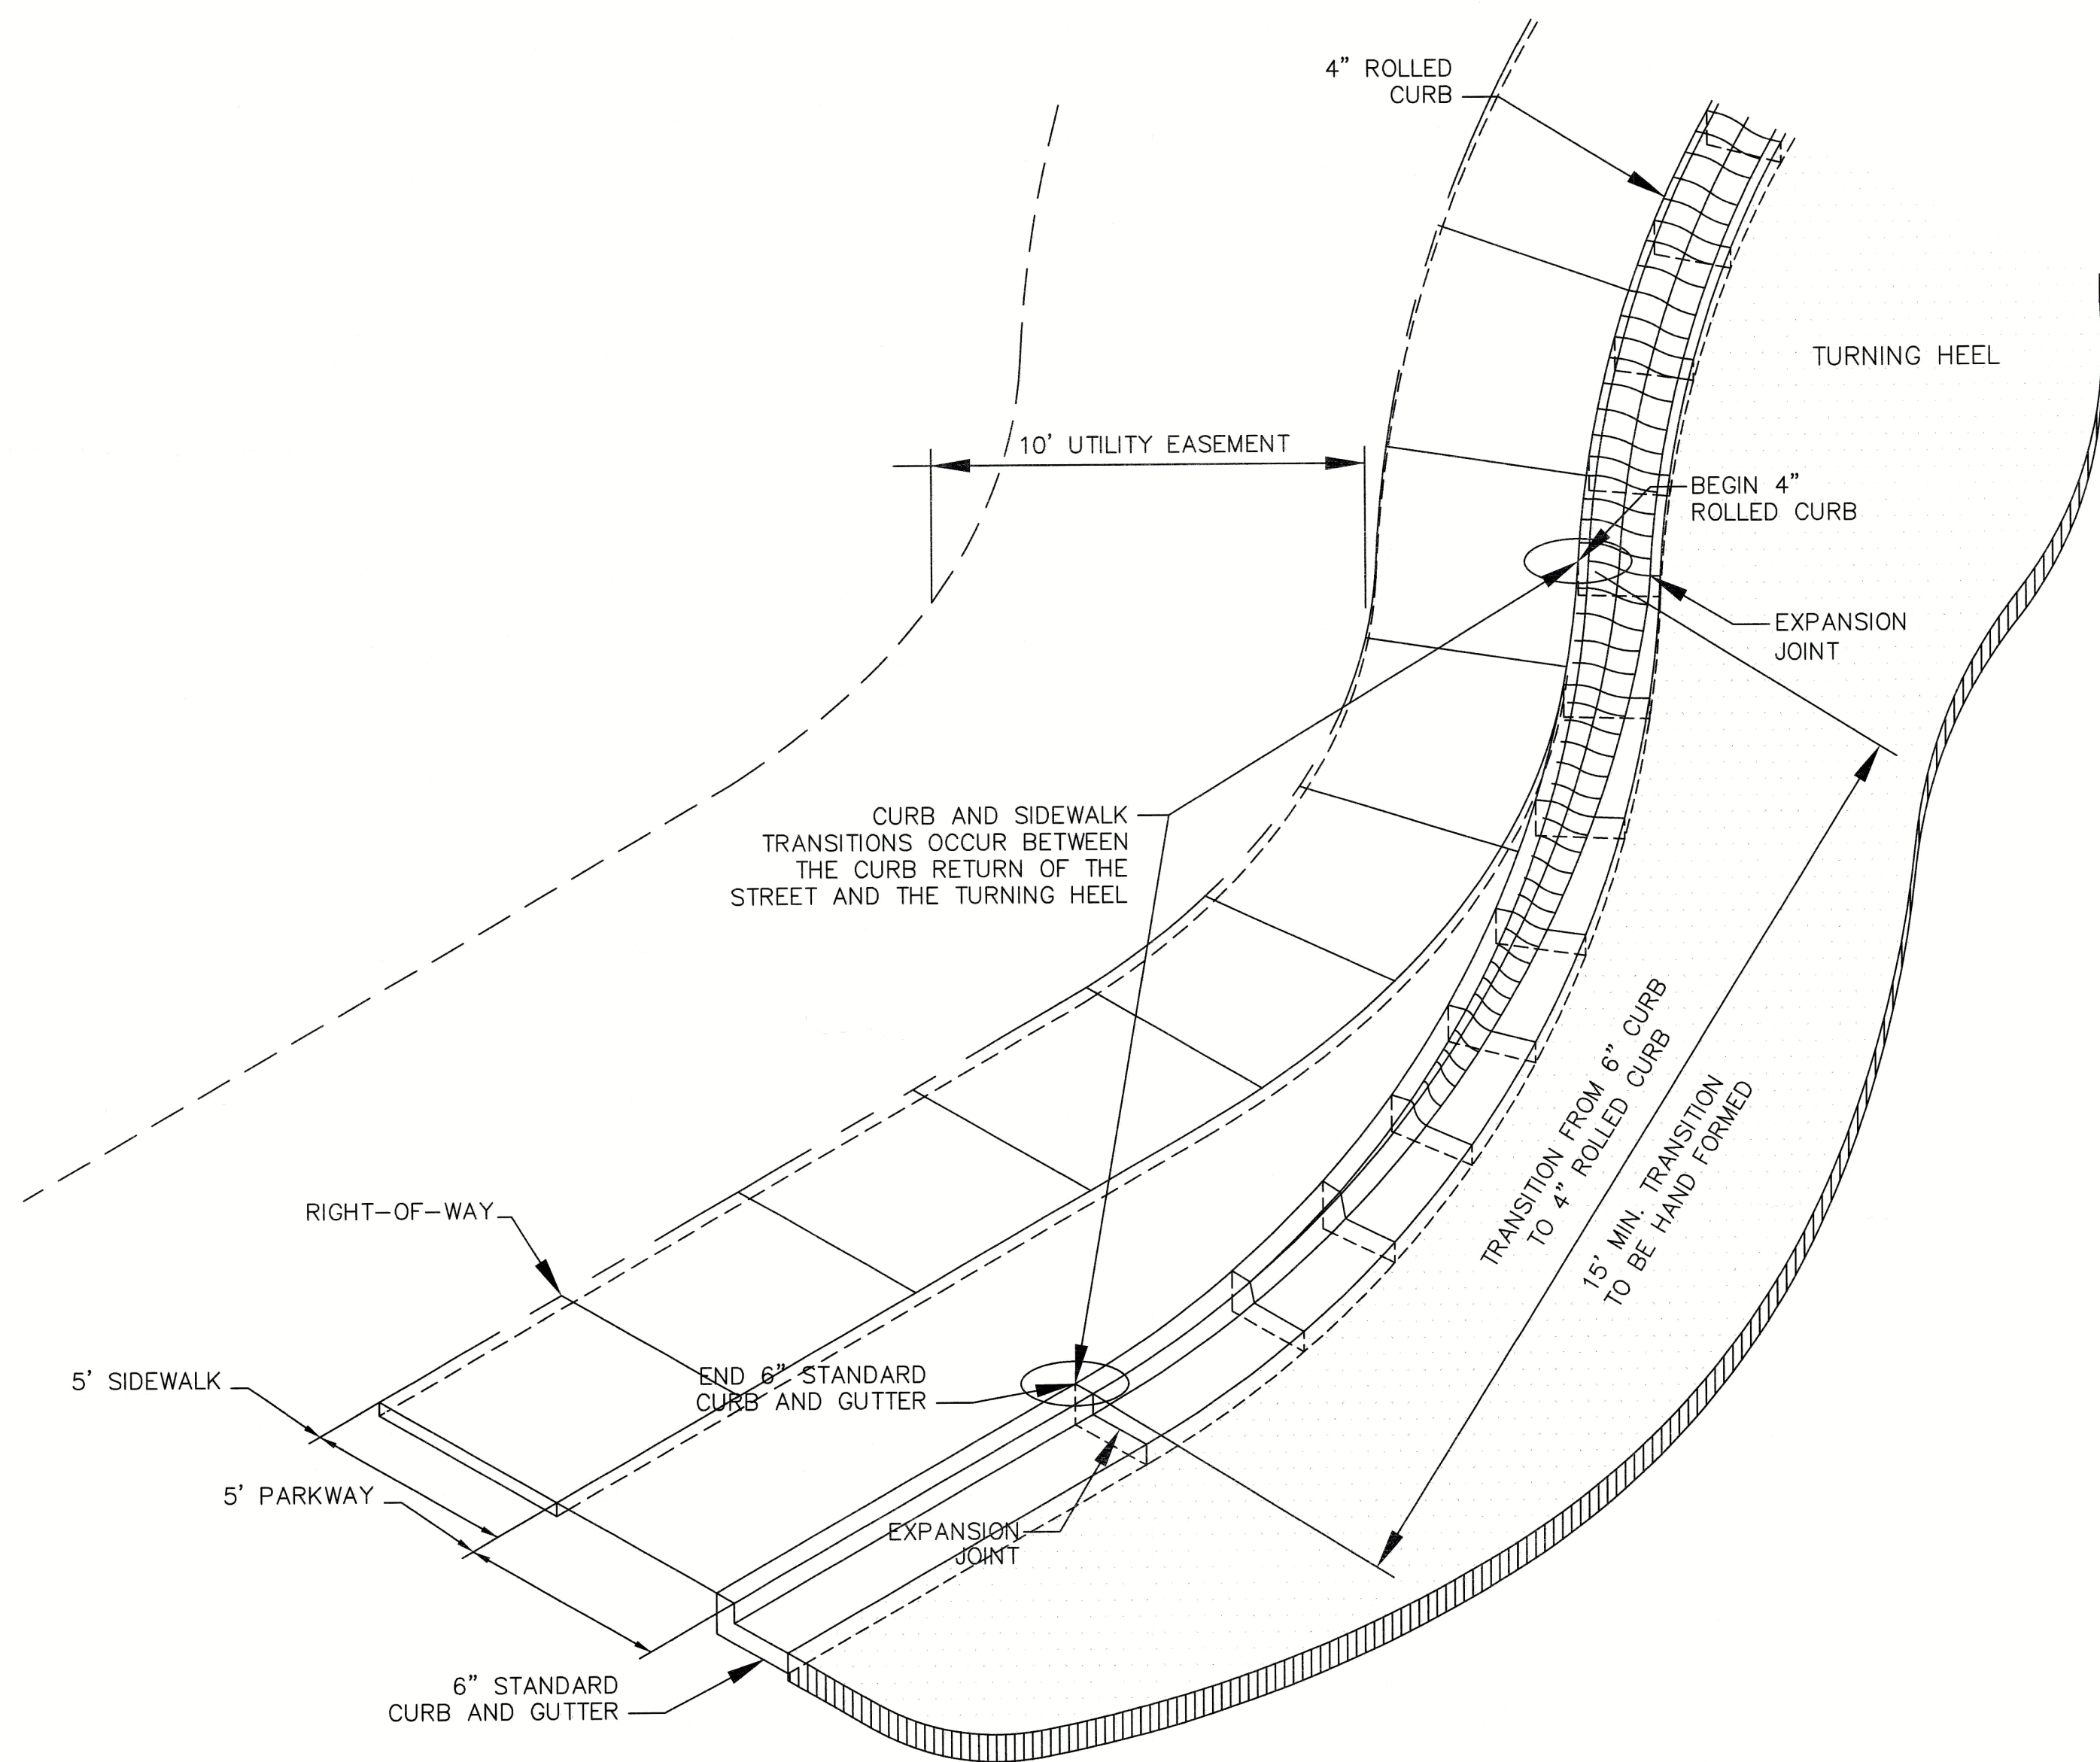 4" ROLLED
CURB
TURNING HEEL
10' UTILITY EASEMENT
BEGIN 4"
ROLLED CURB
EXPANSION
JOINT
CURB AND SIDEWALK
TRANSITIONS OCCUR BETWEEN
THE CURB RETURN OF THE
STREET AND THE TURNING HEEL
TRANSITION FROM 6" CURB
TO 4" ROLLED CURB
15' MIN. TRANSITION
TO BE HAND FORMED
RIGHT-OF-WAY
5' SIDEWALK
END 6" STANDARD
CURB AND GUTTER
5' PARKWAY
EXPANSION
JOINT
6" STANDARD
CURB AND GUTTER